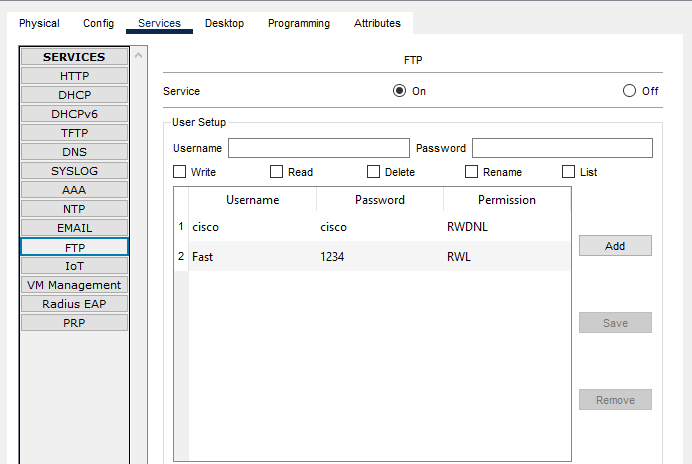 Physical Config Services Desktop Programming Attributes
SERVICES
HTTP
DHCP
DHCPv6
TFTP
DNS
SYSLOG
AAA
NTP
EMAIL
FTP
IoT
VM Management
Radius EAP
PRP
FTP
Service On Off
User Setup
Username Password
Write Read Delete Rename List
Username Password Permission
1 cisco cisco RWDNL
2 Fast 1234 RWL
Add
Save
Remove